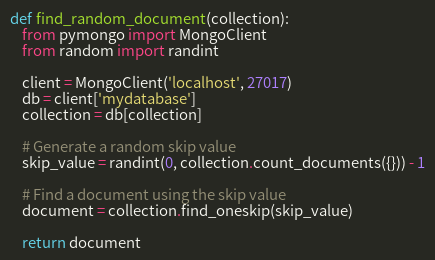 def find_random_document(collection):
from pymongo import MongoClient
from random import randint
client = MongoClient('localhost', 27017)
db = client['mydatabase']
collection = db[collection]
# Generate a random skip value
skip_value = randint(0, collection.count_documents({})) - 1
# Find a document using the skip value
document = collection.find_oneskip(skip_value)
return document